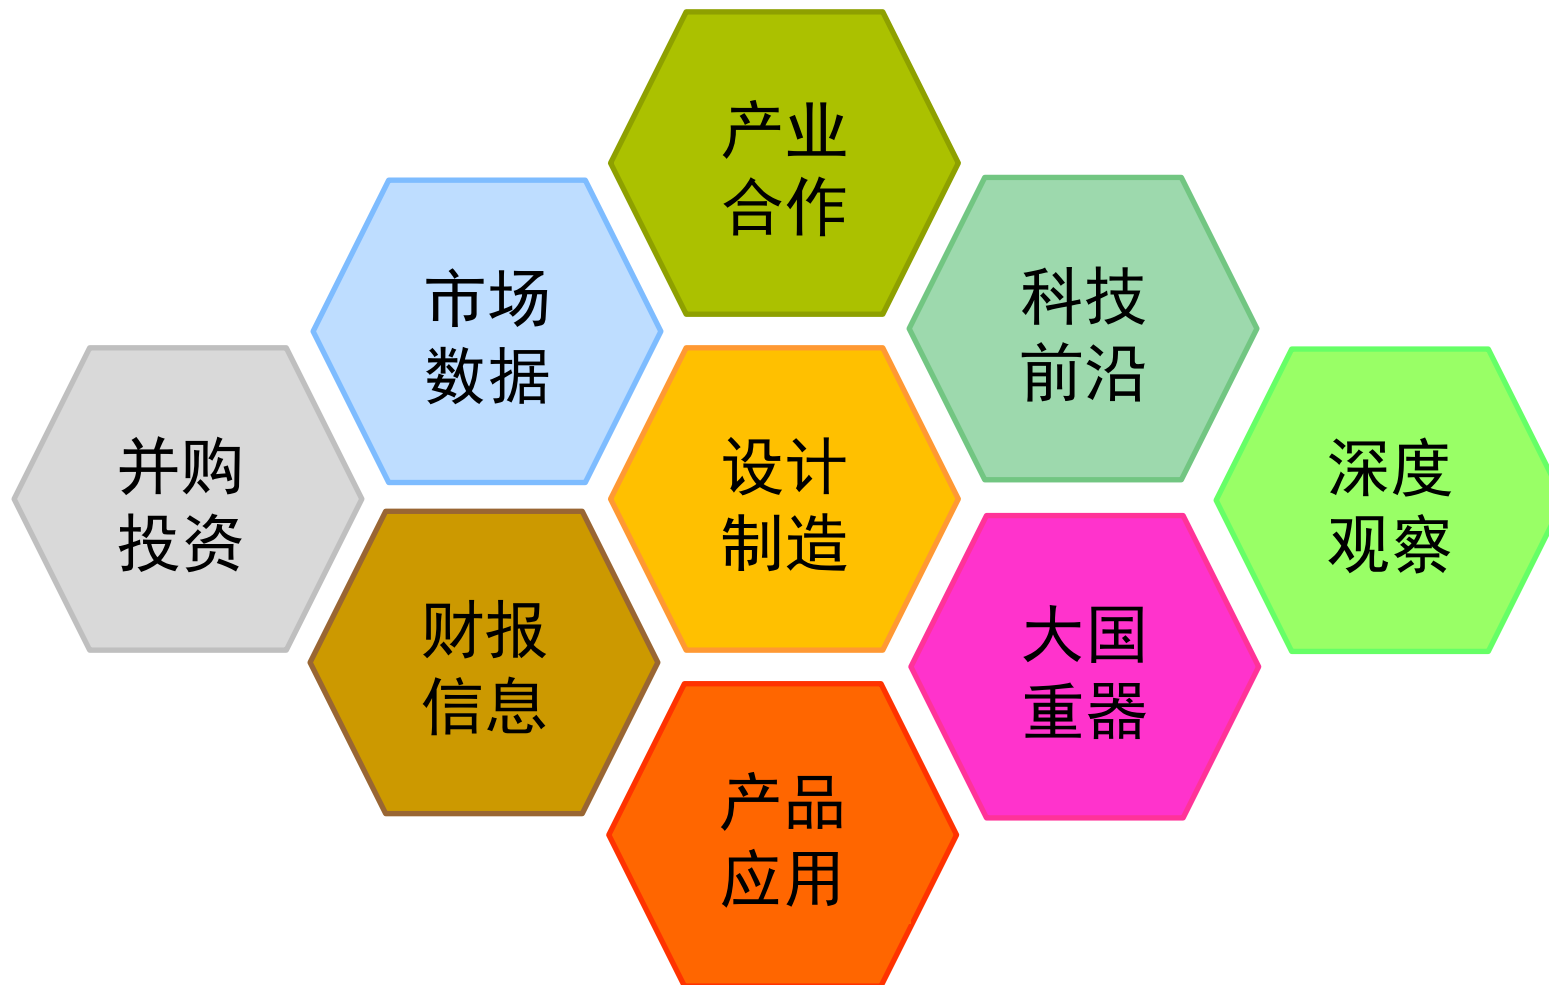 产业
合作
市场
数据
科技
前沿
并购
投资
设计
制造
深度
观察
财报
信息
大国
重器
产品
应用